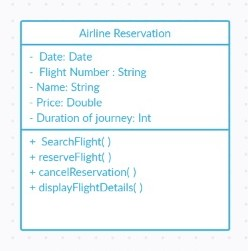 Airline Reservation
- Date: Date
- Flight Number : String
- Name: String
- Price: Double
- Duration of journey: Int
+ SearchFlight( )
+ reserveFlight( )
+ cancelReservation( )
+ displayFlightDetails( )